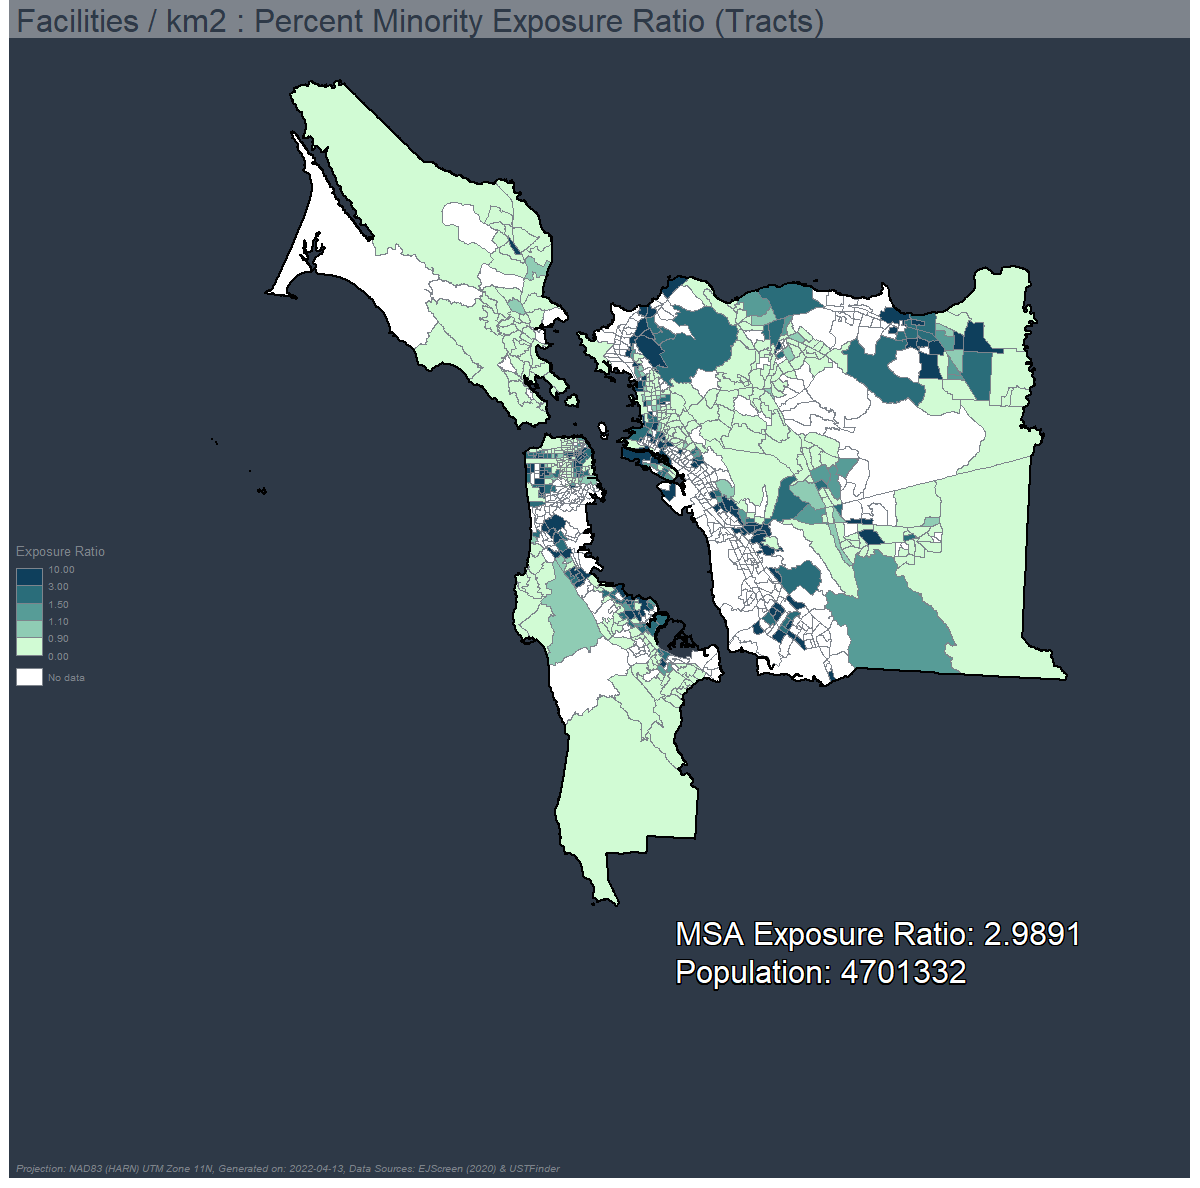 Facilities / km2 : Percent Minority Exposure Ratio (Tracts)
Exposure Ratio
10.00
3.00
1.50
1.10
0.90
0.00
No data
MSA Exposure Ratio: 2.9891
Population: 4701332
Projection: NAD83 (HARN) UTM Zone 11N, Generated on: 2022-04-13, Data Sources: EJScreen (2020) & USTFinder